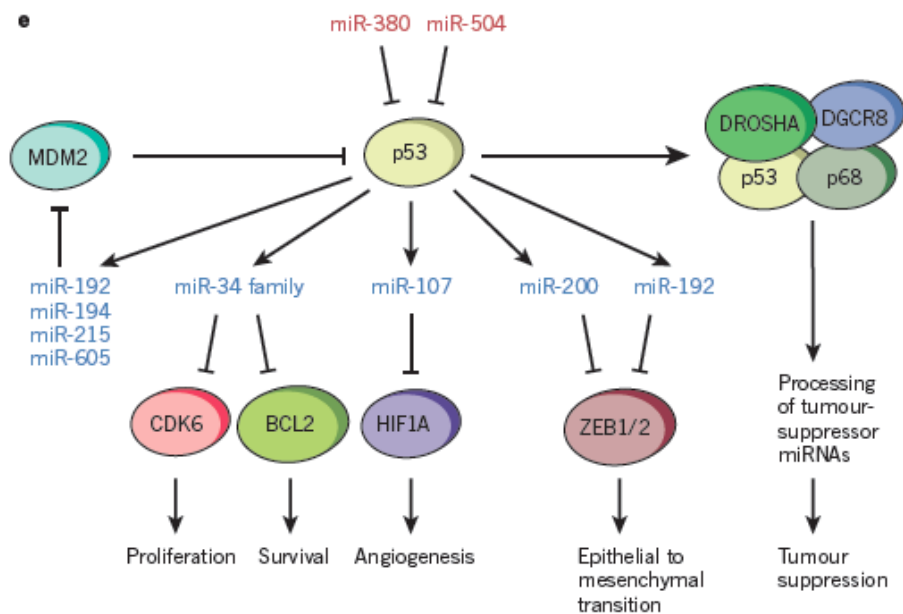 e
miR-380 miR-504
MDM2
p53
DROSHA
DGCR8
p53
p68
miR-192
miR-194
miR-215
miR-605
miR-34 family
miR-107
miR-200
miR-192
CDK6
BCL2
HIF1A
ZEB1/2
Processing
of tumour-
suppressor
miRNAs
Proliferation
Survival
Angiogenesis
Epithelial to
mesenchymal
transition
Tumour
suppression